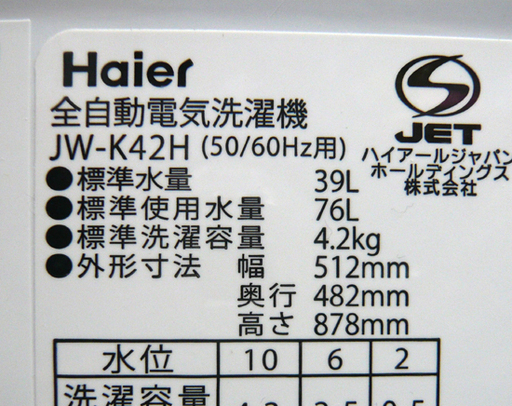 Haier
全自動電気洗濯機
JW-K42H (50/60Hz用)
JET
ハイアールジャパン
ホールディングス
株式会社
●標準水量 39L
●標準使用水量 76L
●標準洗濯容量 4.2kg
●外形寸法 幅 512mm
奥行 482mm
高さ 878mm
水位 10 6 2
洗濯容量